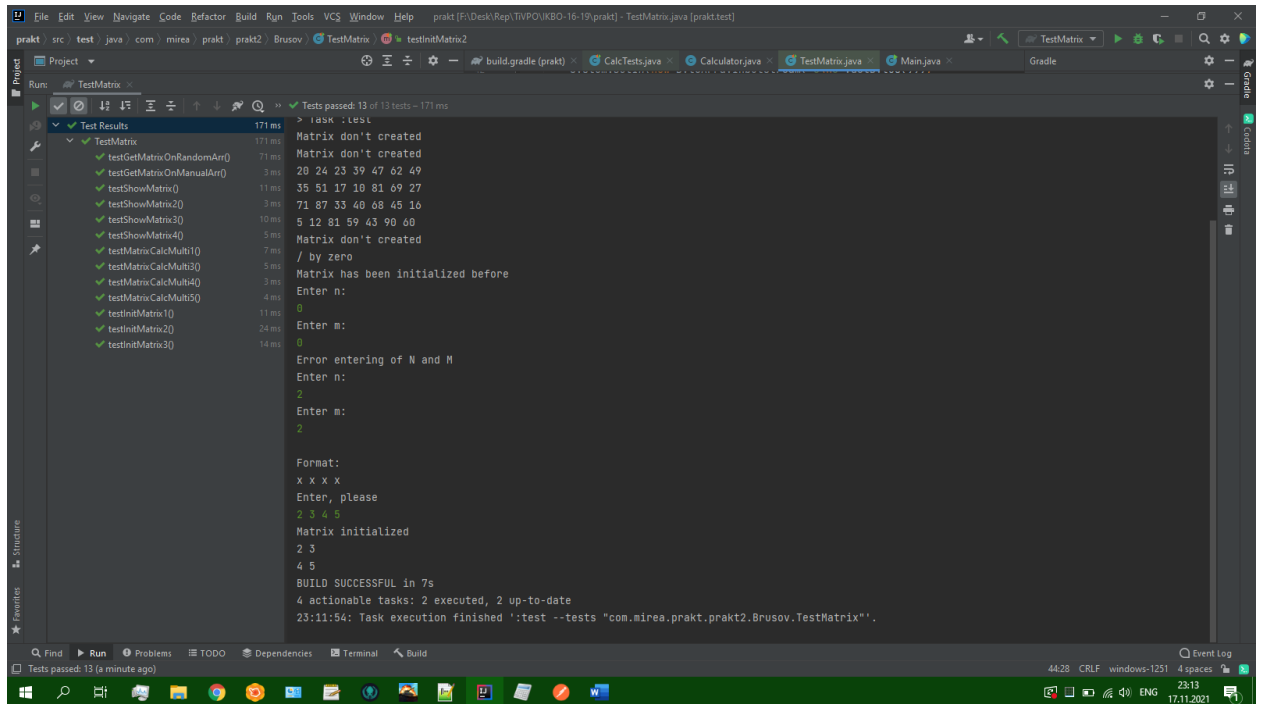 File Edit View Navigate Code Refactor Build Run Tools VCS Window Help prakt [F:\Desk\Rep\TiVPO\IKBO-16-19\prakt] - TestMatrix.java [prakt.test]
prakt src test java com mirea prakt prakt2 Brusov TestMatrix testInitMatrix2 TestMatrix
Project build.gradle (prakt) CalcTests.java Calculator.java TestMatrix.java Main.java Gradle
Run: TestMatrix
Tests passed: 13 of 13 tests – 171 ms
Test Results 171 ms
TestMatrix 171 ms
testGetMatrixOnRandomArr() 71 ms
testGetMatrixOnManualArr() 3 ms
testShowMatrix() 11 ms
testShowMatrix2() 3 ms
testShowMatrix3() 10 ms
testShowMatrix4() 5 ms
testMatrixCalcMulti1() 7 ms
testMatrixCalcMulti3() 5 ms
testMatrixCalcMulti4() 3 ms
testMatrixCalcMulti5() 4 ms
testInitMatrix1() 11 ms
testInitMatrix2() 24 ms
testInitMatrix3() 14 ms
> Task :test
Matrix don't created
Matrix don't created
20 24 23 39 47 62 49
35 51 17 10 81 69 27
71 87 33 40 68 45 16
5 12 81 59 43 90 60
Matrix don't created
/ by zero
Matrix has been initialized before
Enter n:
0
Enter m:
0
Error entering of N and M
Enter n:
2
Enter m:
2
Format:
x x x x
Enter, please
2 3 4 5
Matrix initialized
2 3
4 5
BUILD SUCCESSFUL in 7s
4 actionable tasks: 2 executed, 2 up-to-date
23:11:54: Task execution finished ':test --tests "com.mirea.prakt.prakt2.Brusov.TestMatrix"'.
Project
Structure
Favorites
Gradle
Codota
Find Run Problems TODO Dependencies Terminal Build Event Log
Tests passed: 13 (a minute ago) 44:28 CRLF windows-1251 4 spaces
ENG 23:13
17.11.2021